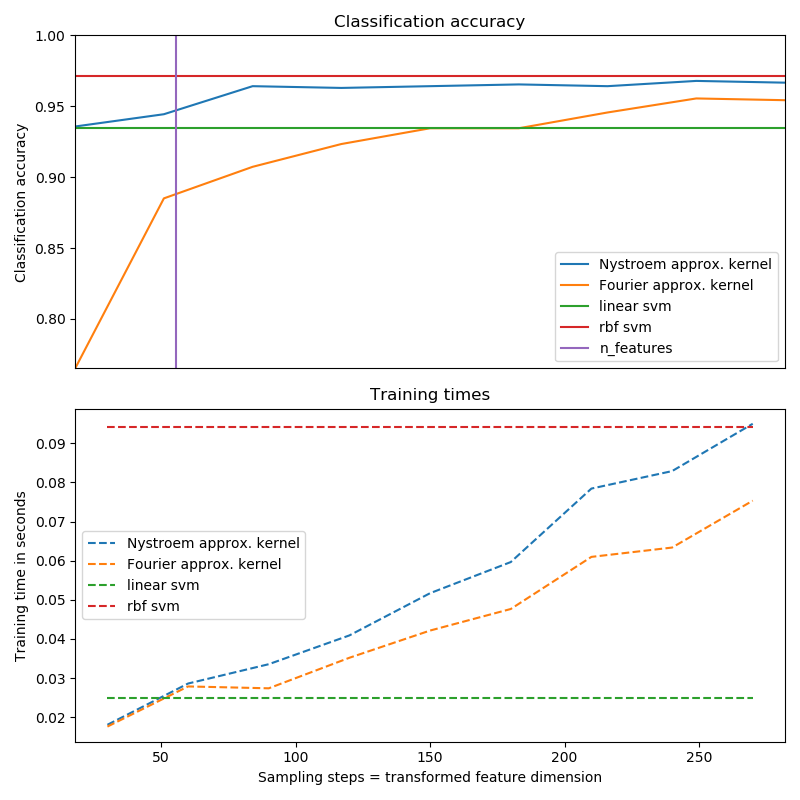 Classification accuracy
1.00
0.95
0.90
0.85
0.80
Classification accuracy
Nystroem approx. kernel
Fourier approx. kernel
linear svm
rbf svm
n_features
Training times
0.09
0.08
0.07
0.06
0.05
0.04
0.03
0.02
Training time in seconds
Nystroem approx. kernel
Fourier approx. kernel
linear svm
rbf svm
50 100 150 200 250
Sampling steps = transformed feature dimension